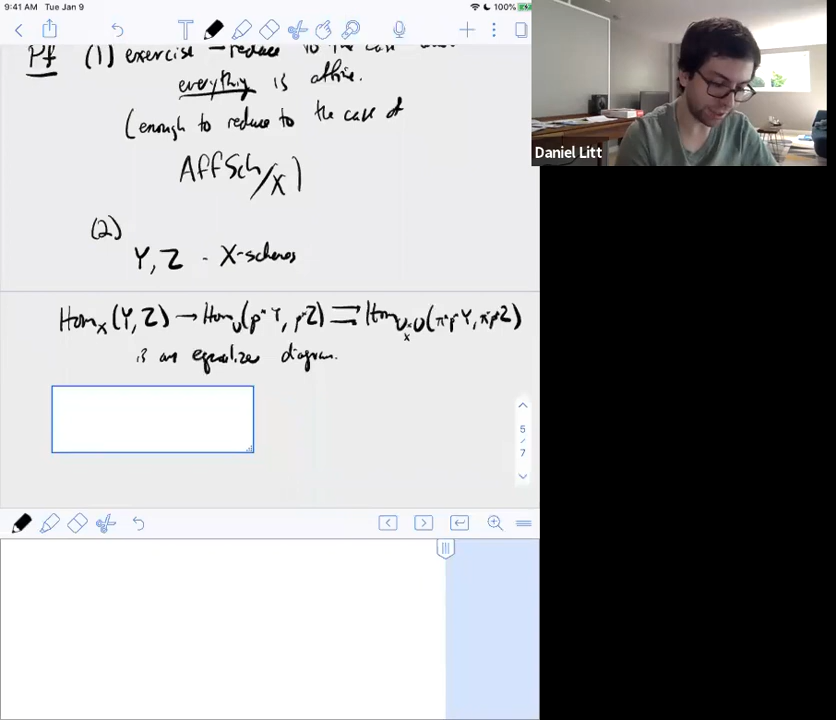 9:41 AM Tue Jan 9
100%
Pf (1) exercise - reduce to the case
everything is affine.
(enough to reduce to the case of
AffSch/X)
(2)
Y, Z - X-schemes
Hom_X(Y, Z) → Hom_U(p*Y, p*Z) ⇉ Hom_{U×_X U}(π*p*Y, π*p*Z)
is an equalizer diagram.
5
/
7
Daniel Litt